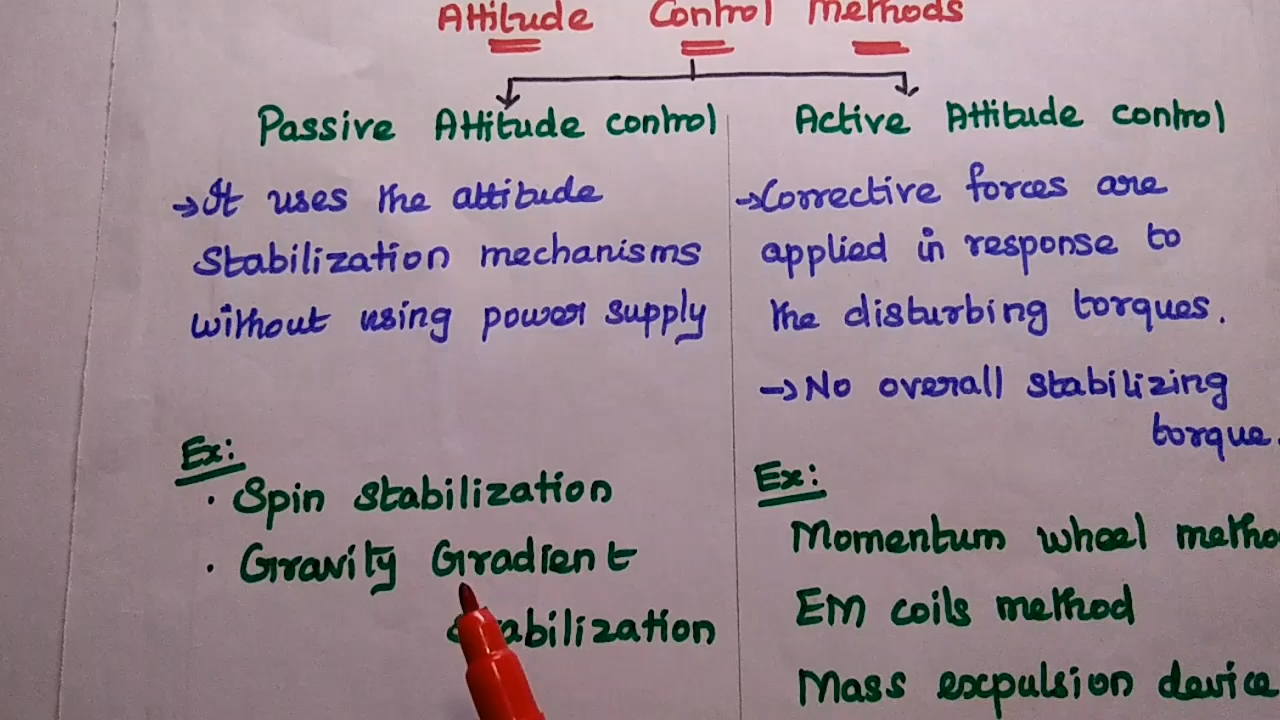 Attitude Control Methods
Passive Attitude control
→It uses the attitude
Stabilization mechanisms
without using power supply
Ex:
· Spin stabilization
· Gravity Gradient
stabilization
Active Attitude control
→Corrective forces are
applied in response to
the disturbing torques.
→No overall stabilizing
torque.
Ex:
Momentum wheel metho
EM coils method
Mass expulsion device